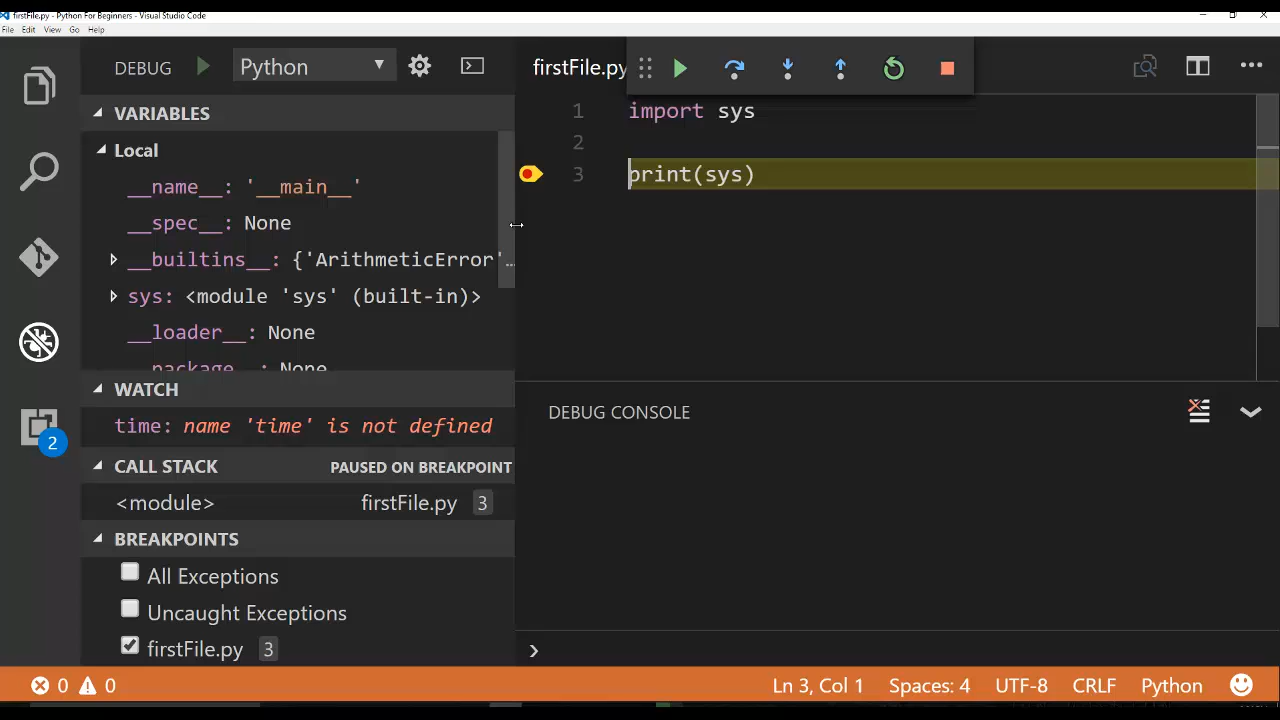 firstFile.py - Python For Beginners - Visual Studio Code
File Edit View Go Help
DEBUG Python
VARIABLES
Local
__name__: '__main__'
__spec__: None
__builtins__: {'ArithmeticError'…
sys: <module 'sys' (built-in)>
__loader__: None
__package__: None
WATCH
time: name 'time' is not defined
CALL STACK PAUSED ON BREAKPOINT
<module> firstFile.py 3
BREAKPOINTS
All Exceptions
Uncaught Exceptions
firstFile.py 3
2
firstFile.py
1 import sys
2
3 print(sys)
DEBUG CONSOLE
0 0 Ln 3, Col 1 Spaces: 4 UTF-8 CRLF Python